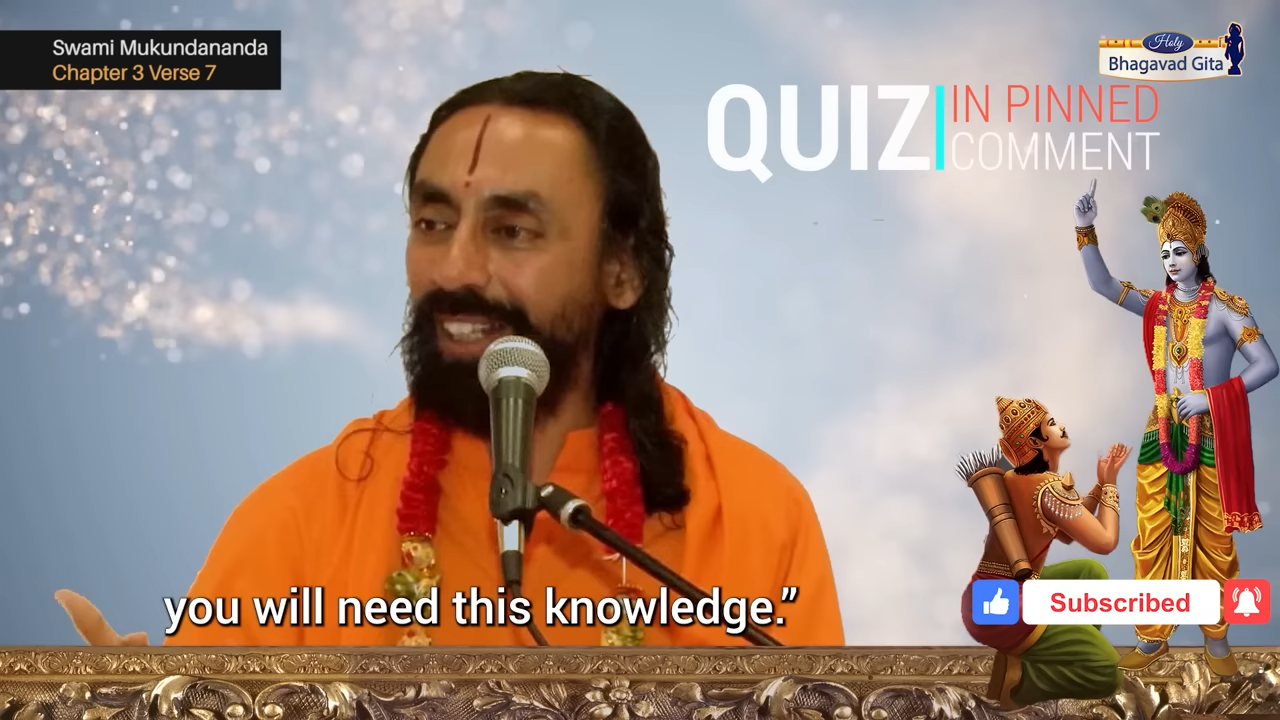 Swami Mukundananda
Chapter 3 Verse 7
Holy
Bhagavad Gita
QUIZ
IN PINNED
COMMENT
you will need this knowledge.”
Subscribed